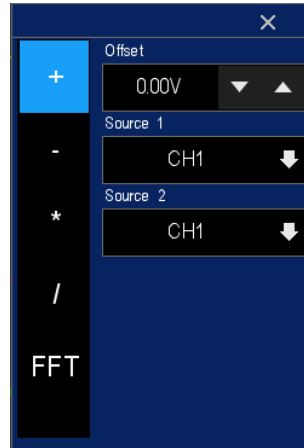 ×
+
-
*
/
FFT
Offset
0.00V
Source 1
CH1
Source 2
CH1